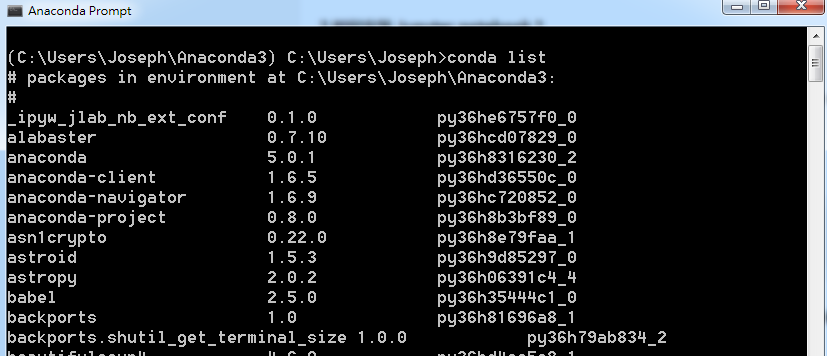 Anaconda Prompt
(C:\Users\Joseph\Anaconda3) C:\Users\Joseph>conda list
# packages in environment at C:\Users\Joseph\Anaconda3:
#
_ipyw_jlab_nb_ext_conf    0.1.0            py36he6757f0_0
alabaster                 0.7.10           py36hcd07829_0
anaconda                  5.0.1            py36h8316230_2
anaconda-client           1.6.5            py36hd36550c_0
anaconda-navigator        1.6.9            py36hc720852_0
anaconda-project          0.8.0            py36h8b3bf89_0
asn1crypto                0.22.0           py36h8e79faa_1
astroid                   1.5.3            py36h9d85297_0
astropy                   2.0.2            py36h06391c4_4
babel                     2.5.0            py36h35444c1_0
backports                 1.0              py36h81696a8_1
backports.shutil_get_terminal_size 1.0.0            py36h79ab834_2